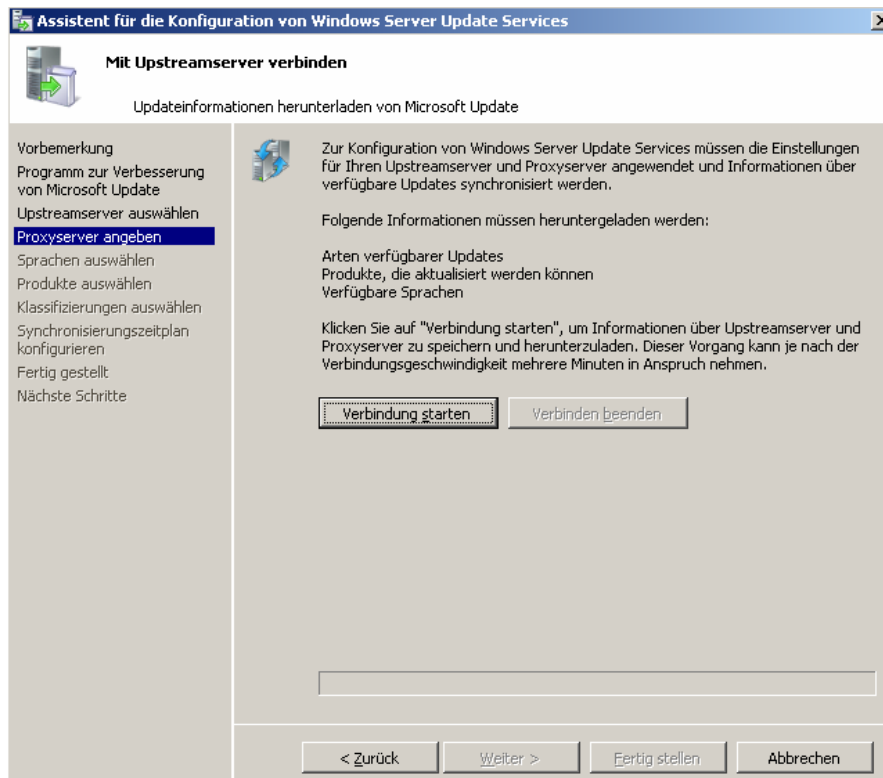 Assistent für die Konfiguration von Windows Server Update Services
Mit Upstreamserver verbinden
Updateinformationen herunterladen von Microsoft Update
Vorbemerkung
Programm zur Verbesserung
von Microsoft Update
Upstreamserver auswählen
Proxyserver angeben
Sprachen auswählen
Produkte auswählen
Klassifizierungen auswählen
Synchronisierungszeitplan
konfigurieren
Fertig gestellt
Nächste Schritte
Zur Konfiguration von Windows Server Update Services müssen die Einstellungen
für Ihren Upstreamserver und Proxyserver angewendet und Informationen über
verfügbare Updates synchronisiert werden.
Folgende Informationen müssen heruntergeladen werden:
Arten verfügbarer Updates
Produkte, die aktualisiert werden können
Verfügbare Sprachen
Klicken Sie auf "Verbindung starten", um Informationen über Upstreamserver und
Proxyserver zu speichern und herunterzuladen. Dieser Vorgang kann je nach der
Verbindungsgeschwindigkeit mehrere Minuten in Anspruch nehmen.
Verbindung starten Verbinden beenden
< Zurück Weiter > Fertig stellen Abbrechen